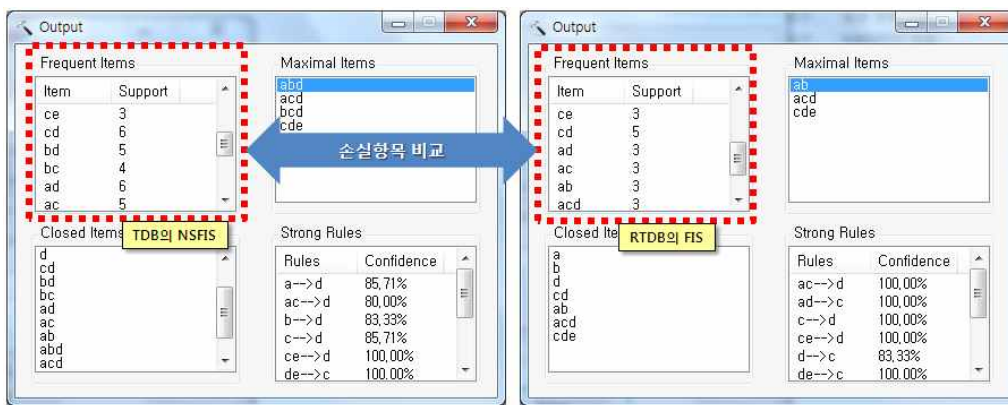 Output
Frequent Items
Item Support
ce 3
cd 6
bd 5
bc 4
ad 6
ac 5
TDB의 NSFIS
Maximal Items
abd
acd
bcd
cde
손실항목 비교
Closed Items
d
cd
bd
bc
ad
ac
ab
abd
acd
Strong Rules
Rules Confidence
a-->d 85,71%
ac-->d 80,00%
b-->d 83,33%
c-->d 85,71%
ce-->d 100,00%
de-->c 100,00%
Output
Frequent Items
Item Support
ce 3
cd 5
ad 3
ac 3
ab 3
acd 3
RTDB의 FIS
Maximal Items
ab
acd
cde
Closed Ite
a
b
d
cd
ab
acd
cde
Strong Rules
Rules Confidence
ac-->d 100,00%
ad-->c 100,00%
c-->d 100,00%
ce-->d 100,00%
d-->c 83,33%
de-->c 100,00%